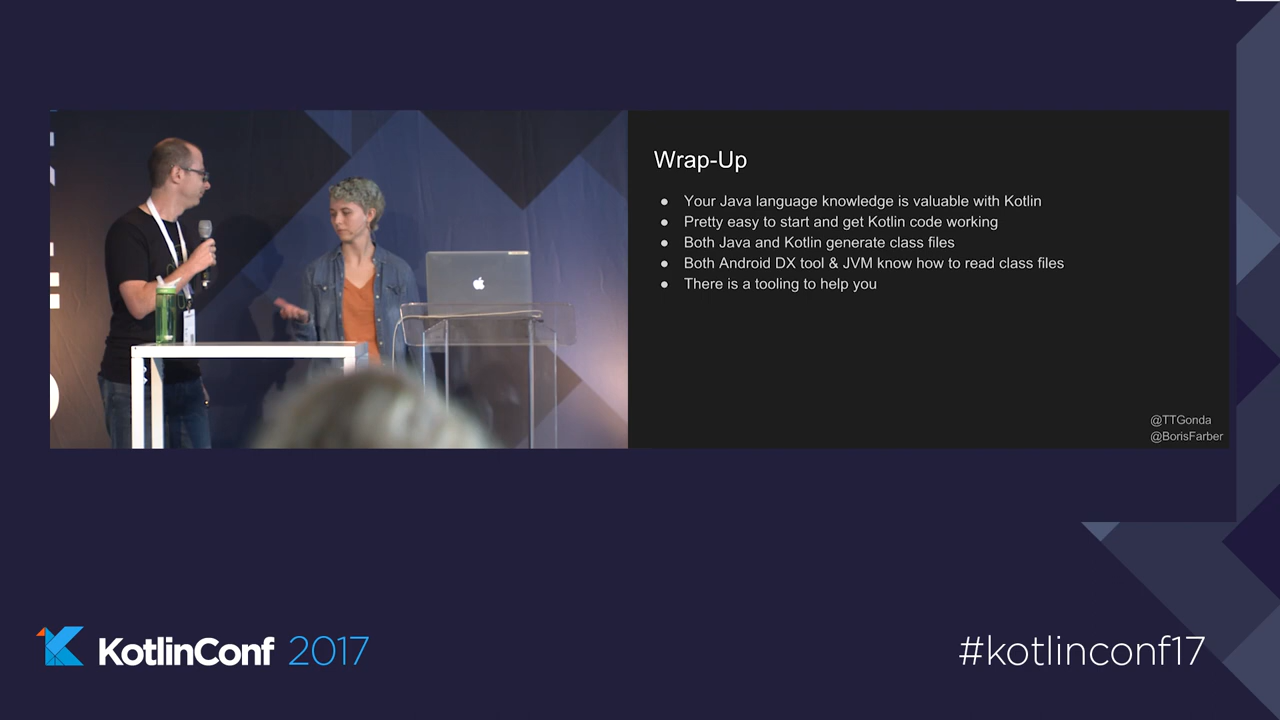 Wrap-Up
● Your Java language knowledge is valuable with Kotlin
● Pretty easy to start and get Kotlin code working
● Both Java and Kotlin generate class files
● Both Android DX tool & JVM know how to read class files
● There is a tooling to help you
@TTGonda
@BorisFarber
KotlinConf 2017
#kotlinconf17